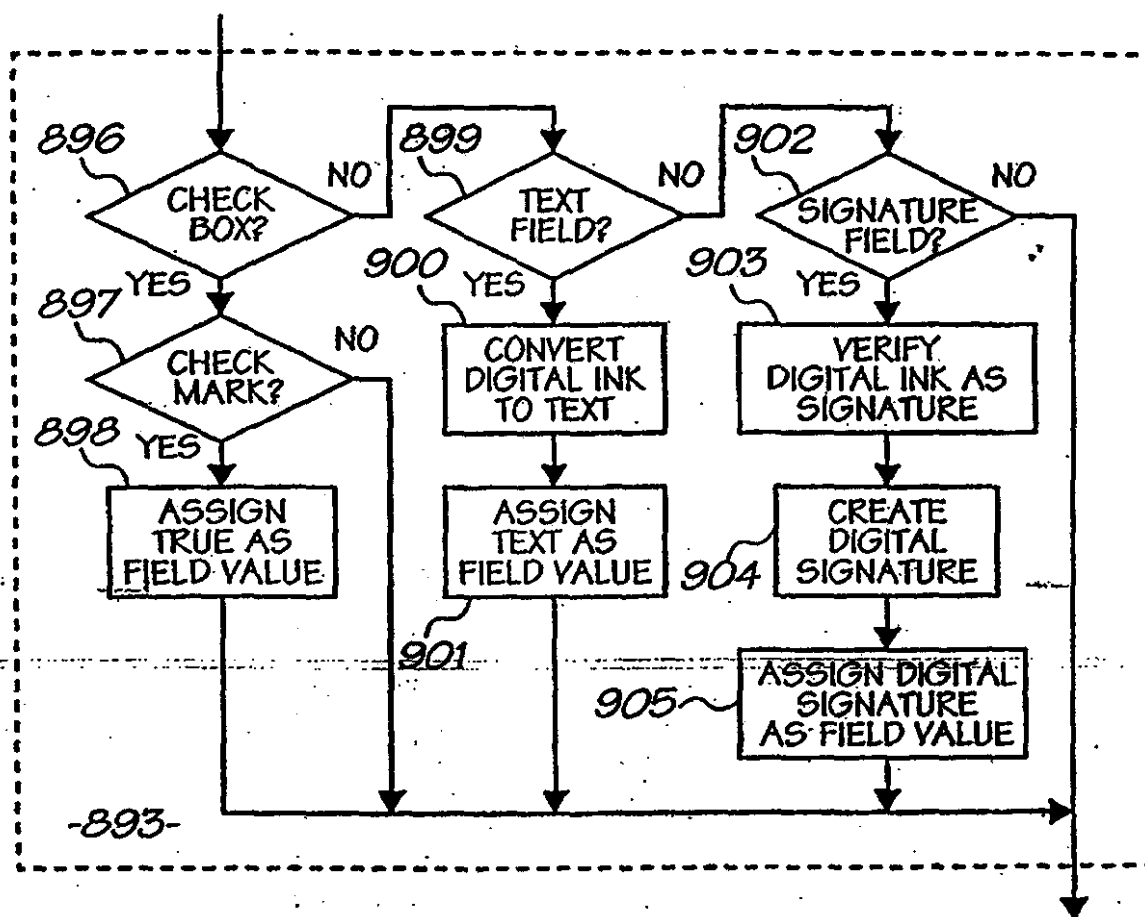 896
CHECK
BOX?
NO
YES
897
CHECK
MARK?
NO
YES
898
ASSIGN
TRUE AS
FIELD VALUE
899
TEXT
FIELD?
NO
YES
900
CONVERT
DIGITAL INK
TO TEXT
ASSIGN
TEXT AS
FIELD VALUE
901
902
SIGNATURE
FIELD?
NO
YES
903
VERIFY
DIGITAL INK AS
SIGNATURE
CREATE
DIGITAL
SIGNATURE
904
ASSIGN DIGITAL
SIGNATURE
AS FIELD VALUE
905
-893-